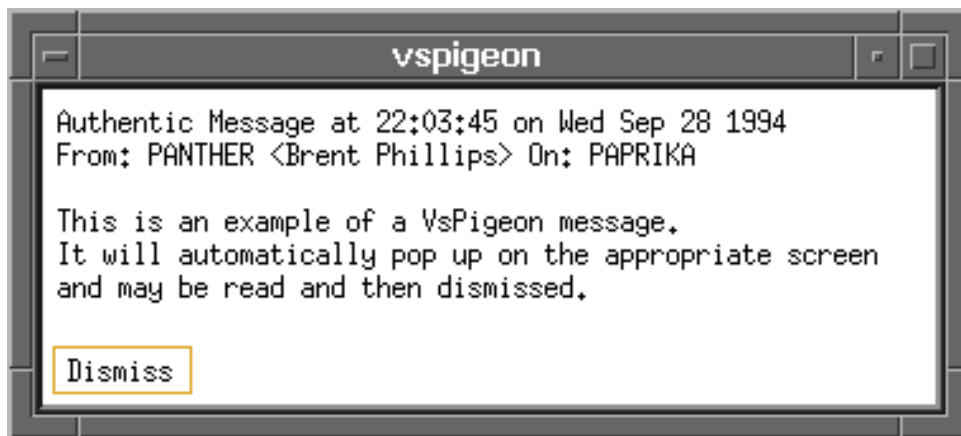 vspigeon
Authentic Message at 22:03:45 on Wed Sep 28 1994
From: PANTHER <Brent Phillips> On: PAPRIKA
This is an example of a VsPigeon message.
It will automatically pop up on the appropriate screen
and may be read and then dismissed.
Dismiss